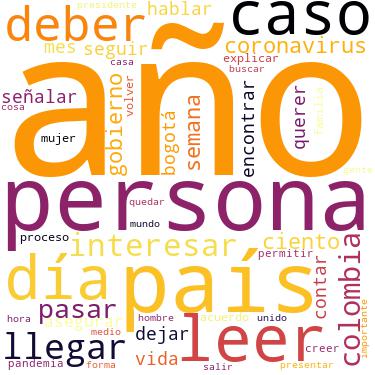 presidente
hablar
caso
deber
mes
seguir
coronavirus
explicar
casa
buscar
señalar
cosa
volver
año
mujer
gobierno
bogotá
semana
encontrar
querer
familia
gente
persona
quedar
mundo
proceso
interesar
ciento
permitir
día
país
contar
colombia
importante
hora
pasar
asegurar
hombre
acuerdo
unido
leer
creer
llegar
medio
dejar
vida
pandemia
forma
salir
presentar